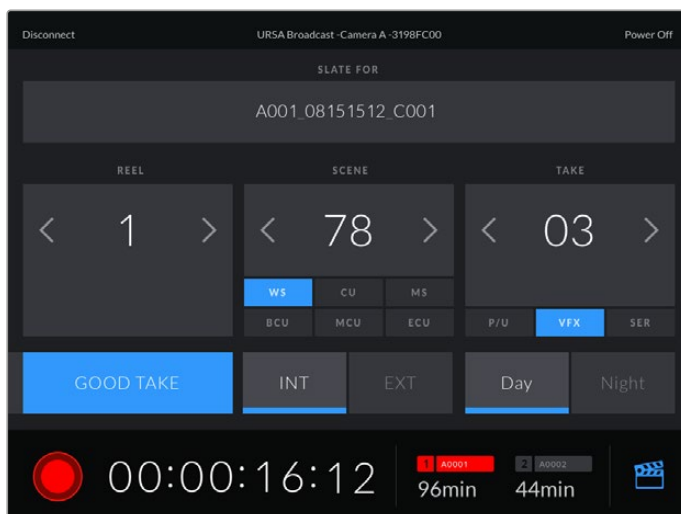 Disconnect URSA Broadcast -Camera A -3198FC00 Power Off
SLATE FOR
A001_08151512_C001
REEL SCENE TAKE
1 78 03
WS CU MS
BCU MCU ECU P/U VFX SER
GOOD TAKE INT EXT Day Night
00:00:16:12 1 A0001 2 A0002
96min 44min